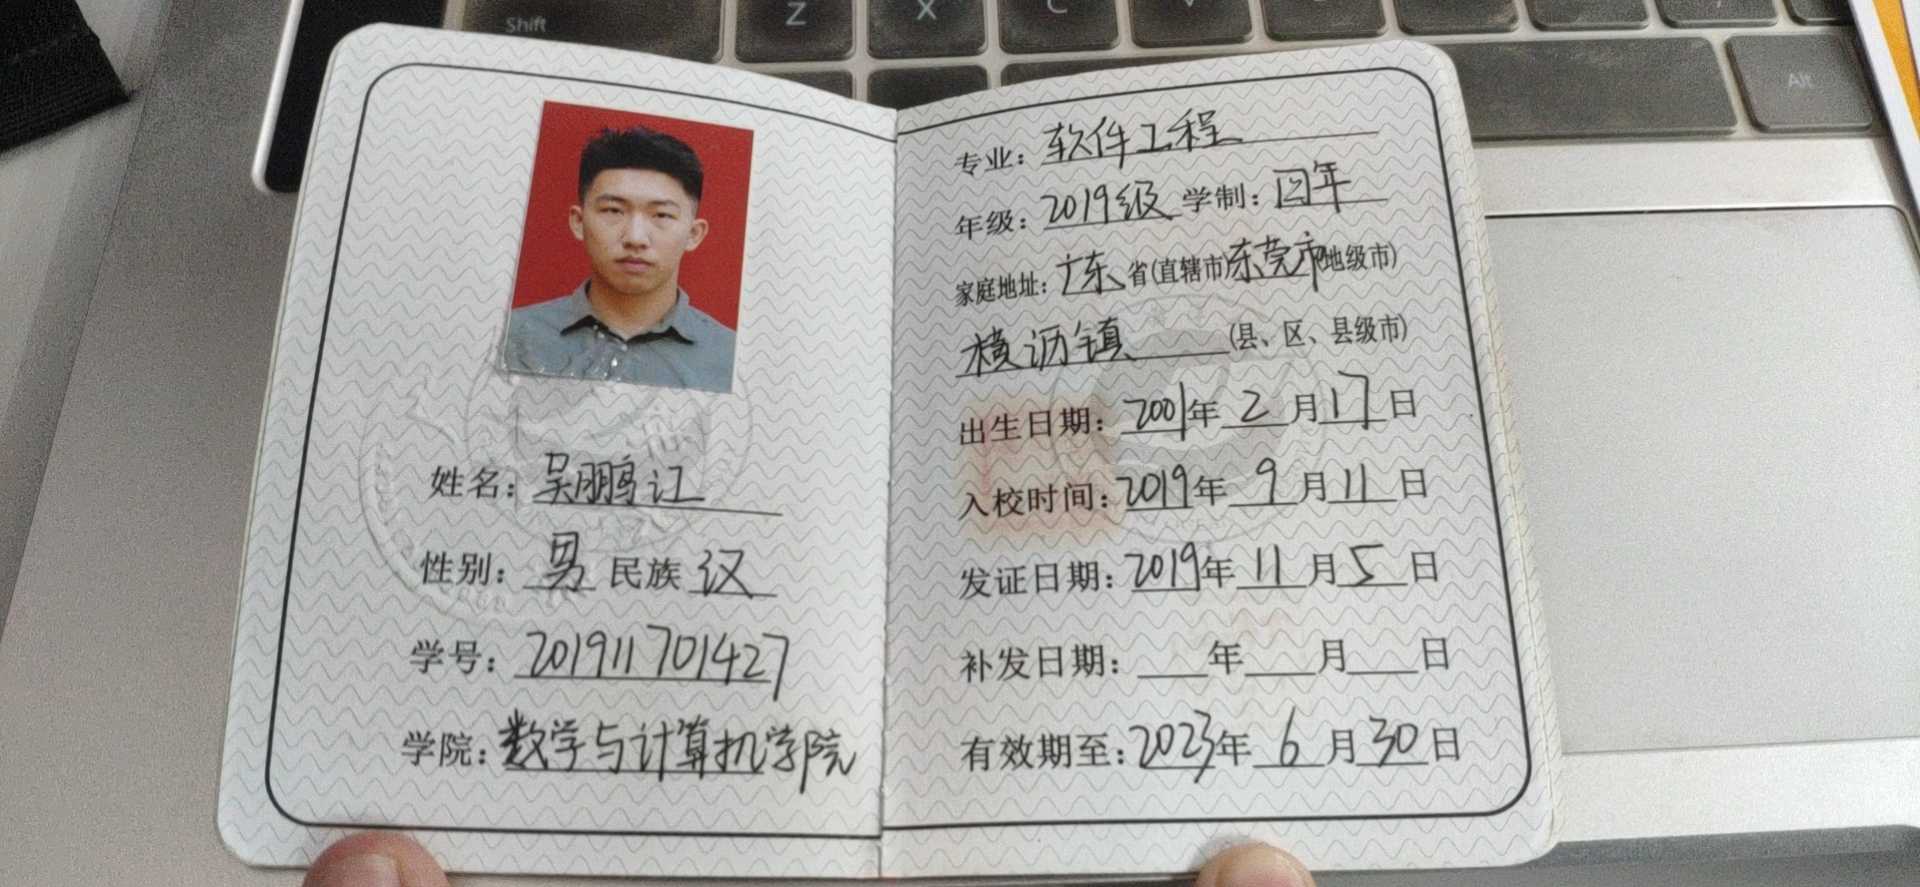 Shift
Z
X
C
V
Alt
姓名：吴鹏江
性别：男 民族 汉
学号：201911701427
学院：数学与计算机学院
专业：软件工程
年级：2019级 学制：四年
家庭地址：广东省(直辖市)东莞市(地级市)
横沥镇(县、区、县级市)
出生日期：2001年2月17日
入校时间：2019年9月11日
发证日期：2019年11月5日
补发日期：___年___月___日
有效期至：2023年6月30日